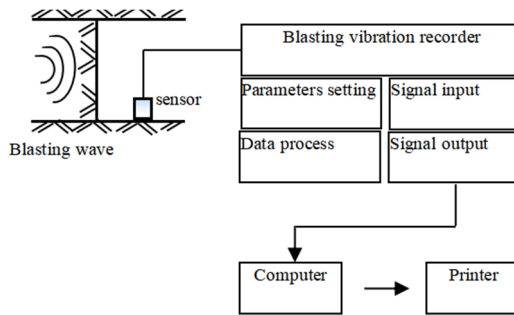 Blasting vibration recorder
Parameters setting
Signal input
sensor
Data process
Signal output
Blasting wave
Computer
Printer